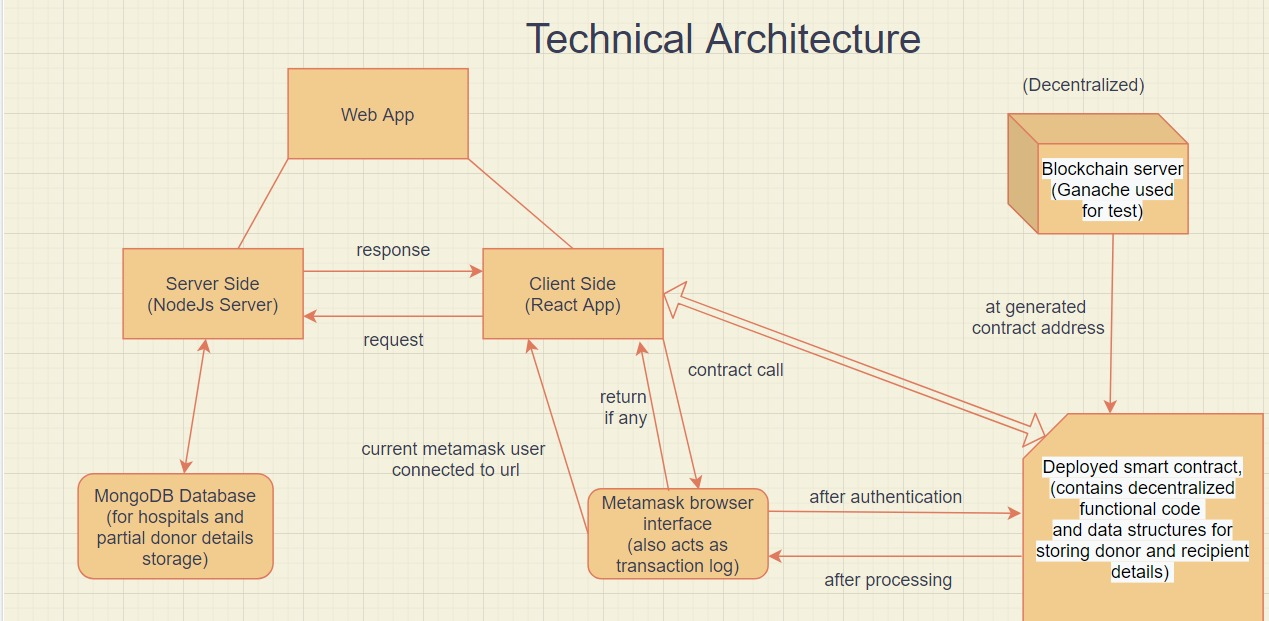 Technical Architecture
(Decentralized)
Web App
Blockchain server
(Ganache used
for test)
response
Server Side
(NodeJs Server)
Client Side
(React App)
request
at generated
contract address
contract call
return
if any
current metamask user
connected to url
MongoDB Database
(for hospitals and
partial donor details
storage)
Metamask browser
interface
(also acts as
transaction log)
after authentication
after processing
Deployed smart contract,
(contains decentralized
functional code
and data structures for
storing donor and recipient
details)